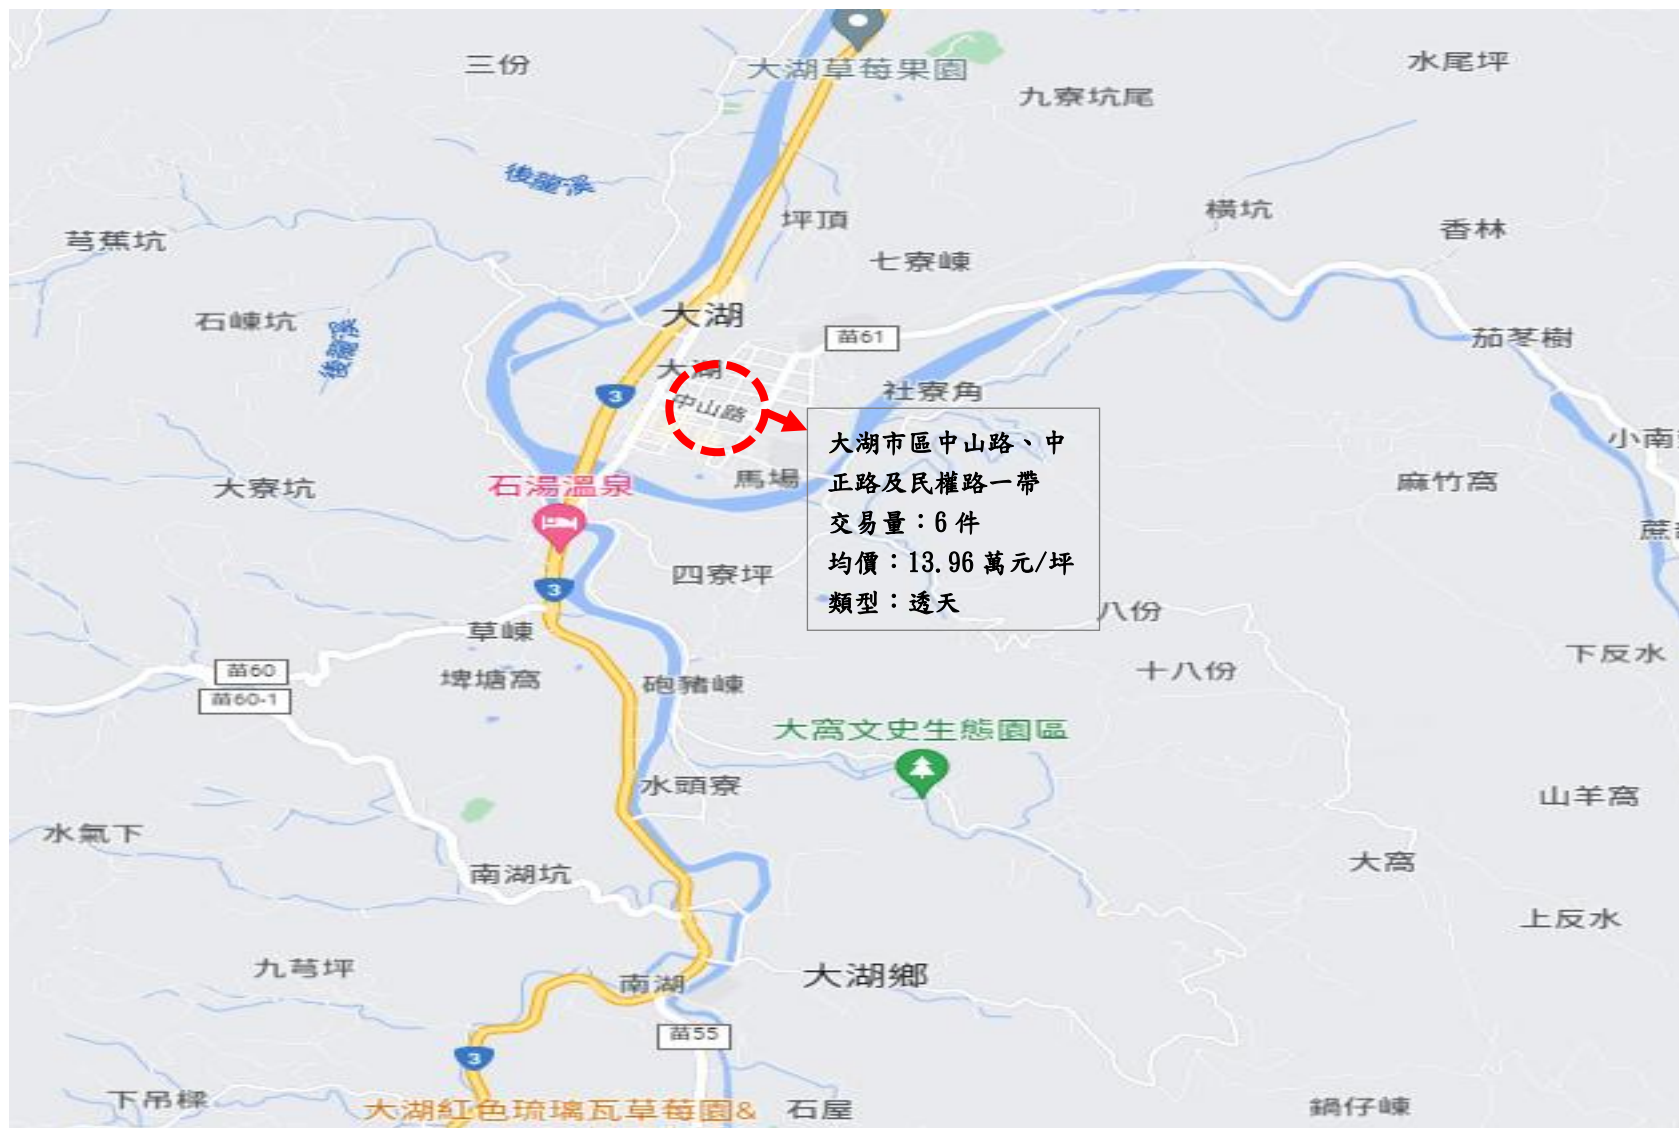 三份
大湖草莓果園
水尾坪
九寮坑尾
後龍溪
坪頂
橫坑
香林
芎蕉坑
七寮崠
石崠坑
後龍溪
大湖
苗61
茄苳樹
大湖
3
中山路
社寮角
大湖市區中山路、中
正路及民權路一帶
交易量：6件
均價：13.96萬元/坪
類型：透天
小南
大寮坑
石湯溫泉
馬場
麻竹窩
蔗
四寮坪
3
八份
草崠
下反水
苗60
埤塘窩
砲豬崠
十八份
苗60-1
大窩文史生態園區
水頭寮
山羊窩
水氣下
南湖坑
大窩
上反水
九芎坪
南湖
大湖鄉
苗55
3
下吊樑
大湖紅色琉璃瓦草莓園&
石屋
鍋仔崠